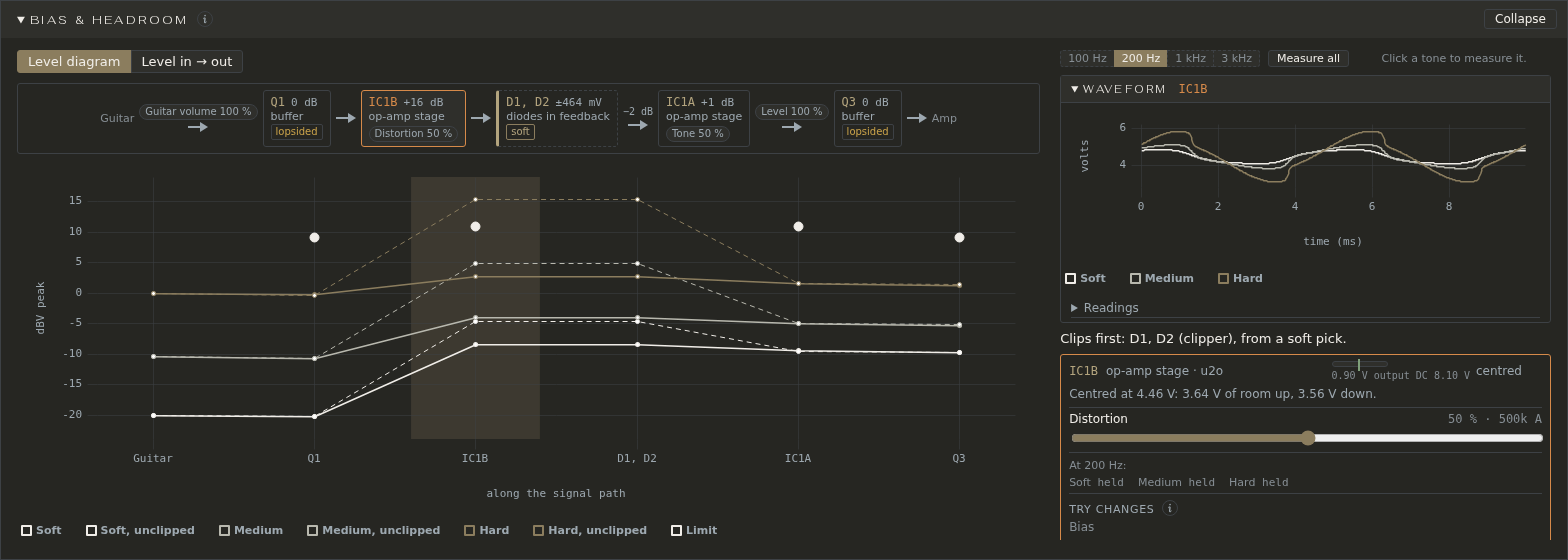 ▼ BIAS & HEADROOM i
Collapse
Level diagram Level in → out
Guitar
Guitar volume 100 %
Q1 0 dB
buffer
lopsided
IC1B +16 dB
op-amp stage
Distortion 50 %
D1, D2 ±464 mV
diodes in feedback
soft
−2 dB
IC1A +1 dB
op-amp stage
Tone 50 %
Level 100 %
Q3 0 dB
buffer
lopsided
Amp
dBV peak
15
10
5
0
-5
-10
-15
-20
Guitar Q1 IC1B D1, D2 IC1A Q3
along the signal path
Soft Soft, unclipped Medium Medium, unclipped Hard Hard, unclipped Limit
100 Hz 200 Hz 1 kHz 3 kHz Measure all Click a tone to measure it.
▼ WAVEFORM IC1B
volts
6
4
0 2 4 6 8
time (ms)
Soft Medium Hard
▶ Readings
Clips first: D1, D2 (clipper), from a soft pick.
IC1B op-amp stage · u2o
0.90 V output DC 8.10 V centred
Centred at 4.46 V: 3.64 V of room up, 3.56 V down.
Distortion 50 % · 500k A
At 200 Hz:
Soft held Medium held Hard held
TRY CHANGES i
Bias